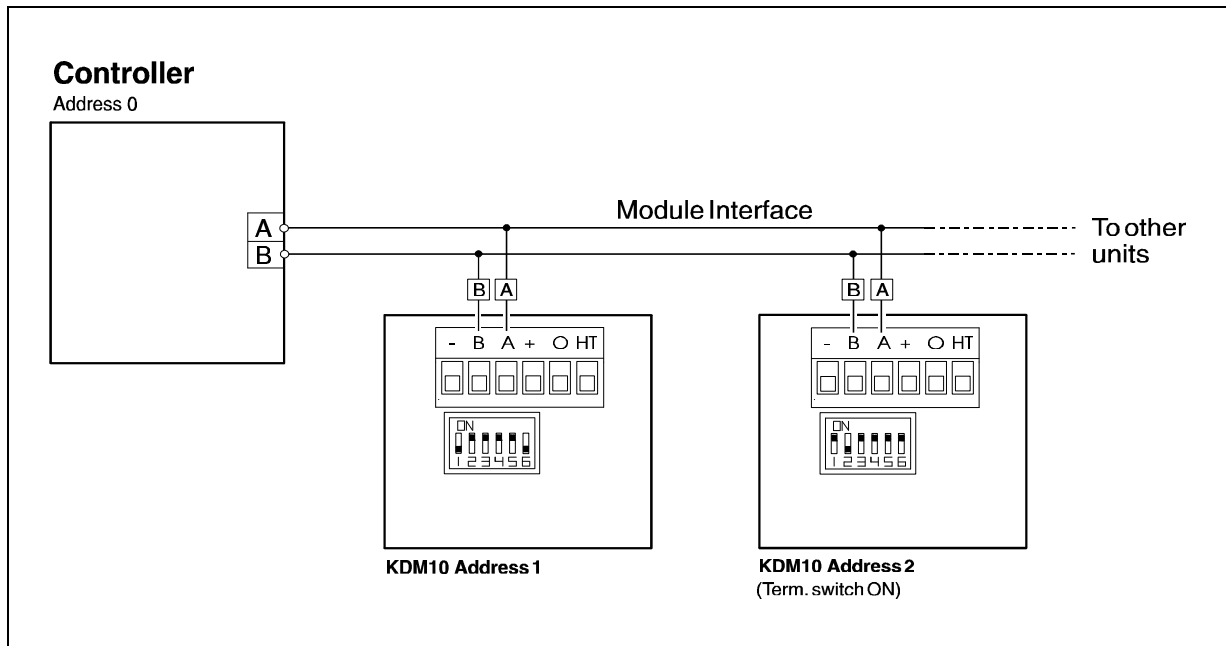 Controller
Address 0
A
B
Module Interface
To other
units
B A
B A
- B A + O HT
- B A + O HT
ON
1 2 3 4 5 6
ON
1 2 3 4 5 6
KDM10 Address 1
KDM10 Address 2
(Term. switch ON)